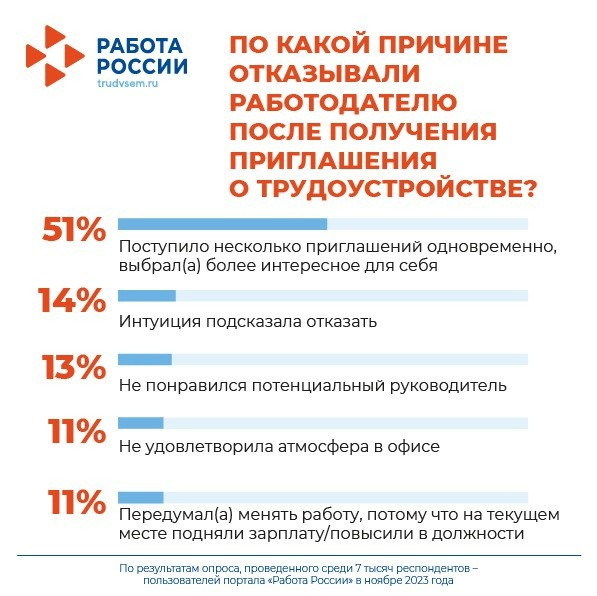 РАБОТА
РОССИИ
trudvsem.ru
ПО КАКОЙ ПРИЧИНЕ
ОТКАЗЫВАЛИ
РАБОТОДАТЕЛЮ
ПОСЛЕ ПОЛУЧЕНИЯ
ПРИГЛАШЕНИЯ
О ТРУДОУСТРОЙСТВЕ?
51%
Поступило несколько приглашений одновременно,
выбрал(а) более интересное для себя
14%
Интуиция подсказала отказать
13%
Не понравился потенциальный руководитель
11%
Не удовлетворила атмосфера в офисе
11%
Передумал(а) менять работу, потому что на текущем
месте подняли зарплату/повысили в должности
По результатам опроса, проведенного среди 7 тысяч респондентов –
пользователей портала «Работа России» в ноябре 2023 года